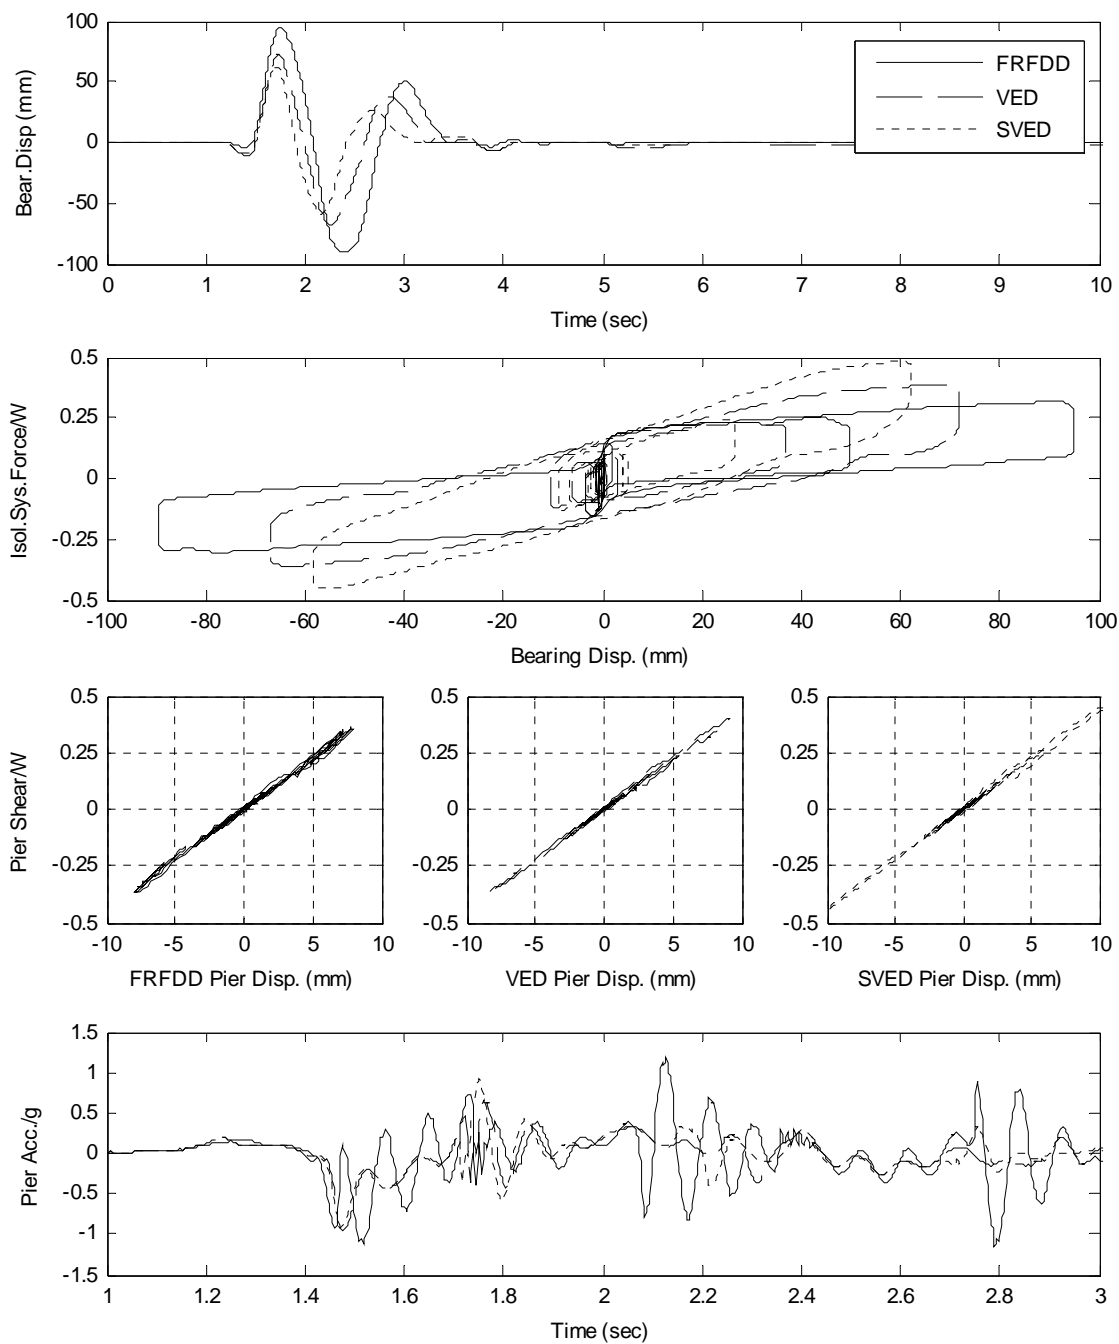 100
50
0
-50
-100
Bear.Disp (mm)
FRFDD
VED
SVED
0 1 2 3 4 5 6 7 8 9 10
Time (sec)
0.5
0.25
0
-0.25
-0.5
Isol.Sys.Force/W
-100 -80 -60 -40 -20 0 20 40 60 80 100
Bearing Disp. (mm)
0.5
0.25
0
-0.25
-0.5
Pier Shear/W
-10 -5 0 5 10
FRFDD Pier Disp. (mm)
0.5
0.25
0
-0.25
-0.5
-10 -5 0 5 10
VED Pier Disp. (mm)
0.5
0.25
0
-0.25
-0.5
-10 -5 0 5 10
SVED Pier Disp. (mm)
1.5
1
0.5
0
-0.5
-1
-1.5
Pier Acc./g
1 1.2 1.4 1.6 1.8 2 2.2 2.4 2.6 2.8 3
Time (sec)